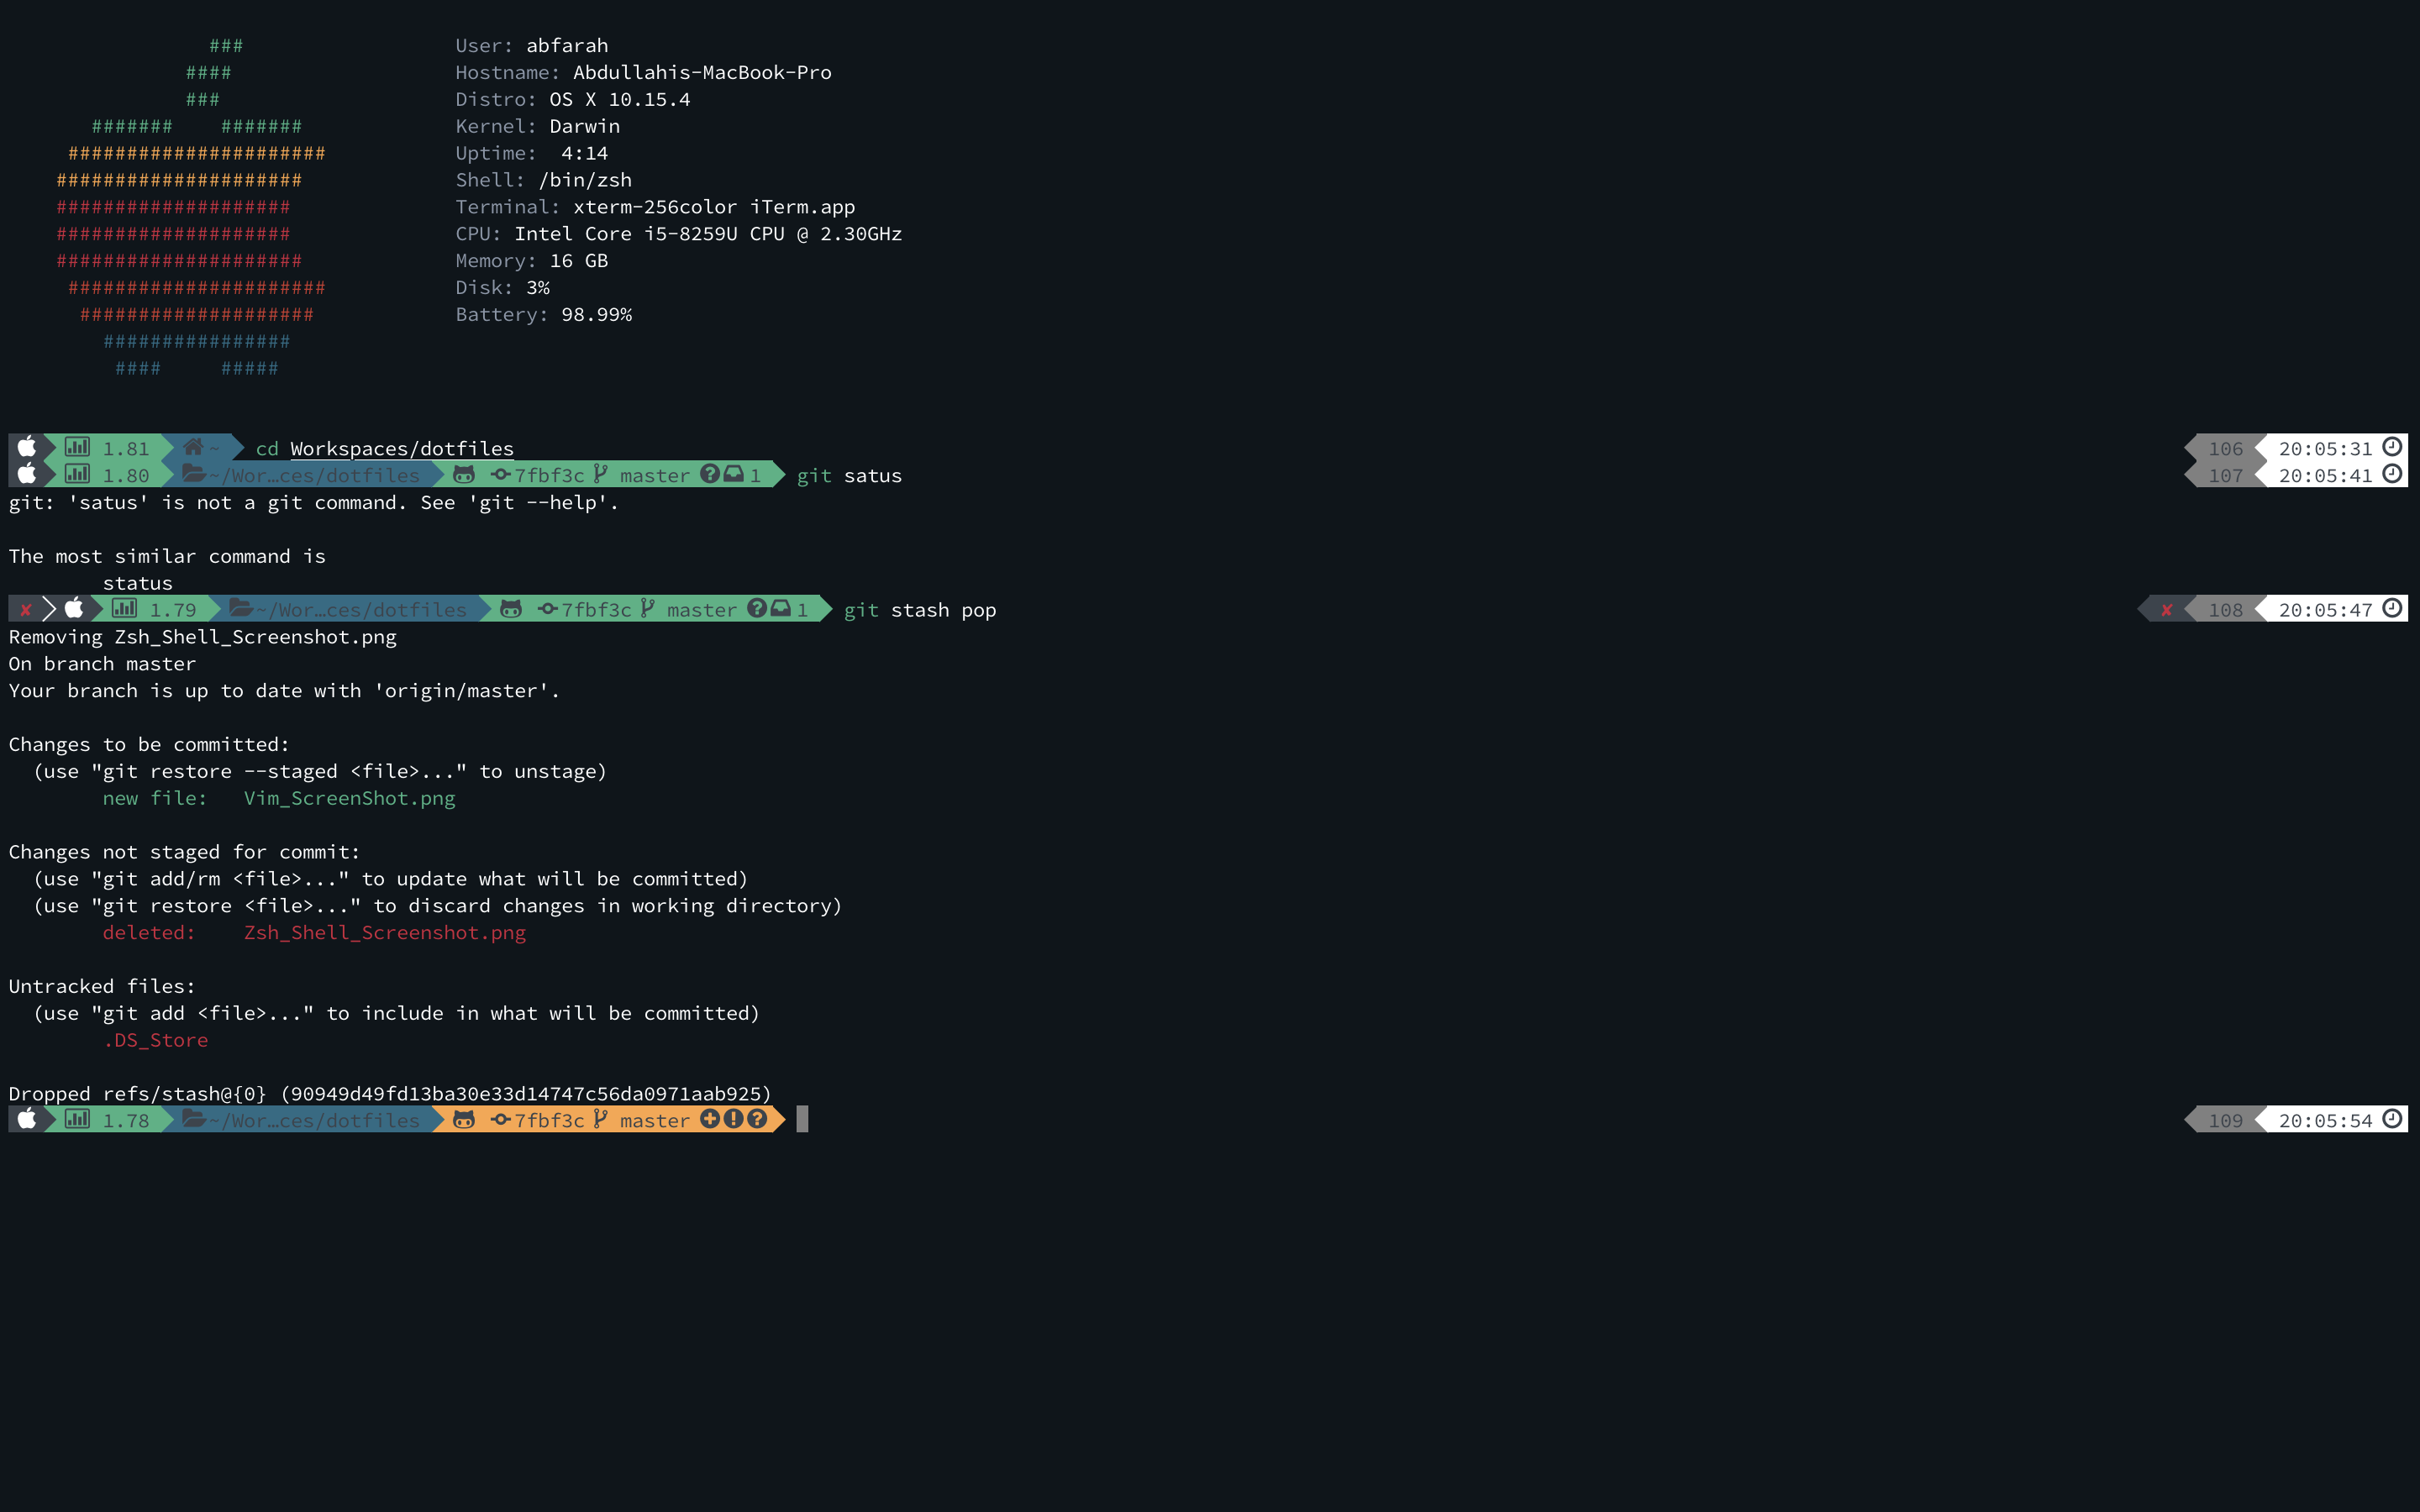 ###
####
###
####### #######
######################
#####################
####################
####################
#####################
######################
####################
################
#### #####
User: abfarah
Hostname: Abdullahis-MacBook-Pro
Distro: OS X 10.15.4
Kernel: Darwin
Uptime:  4:14
Shell: /bin/zsh
Terminal: xterm-256color iTerm.app
CPU: Intel Core i5-8259U CPU @ 2.30GHz
Memory: 16 GB
Disk: 3%
Battery: 98.99%
1.81 ~ cd Workspaces/dotfiles 106 20:05:31
1.80 ~/Wor…ces/dotfiles 7fbf3c master 1 git satus 107 20:05:41
git: 'satus' is not a git command. See 'git --help'.
The most similar command is
status
✘ 1.79 ~/Wor…ces/dotfiles 7fbf3c master 1 git stash pop ✘ 108 20:05:47
Removing Zsh_Shell_Screenshot.png
On branch master
Your branch is up to date with 'origin/master'.
Changes to be committed:
(use "git restore --staged <file>..." to unstage)
new file:   Vim_ScreenShot.png
Changes not staged for commit:
(use "git add/rm <file>..." to update what will be committed)
(use "git restore <file>..." to discard changes in working directory)
deleted:    Zsh_Shell_Screenshot.png
Untracked files:
(use "git add <file>..." to include in what will be committed)
.DS_Store
Dropped refs/stash@{0} (90949d49fd13ba30e33d14747c56da0971aab925)
1.78 ~/Wor…ces/dotfiles 7fbf3c master 109 20:05:54